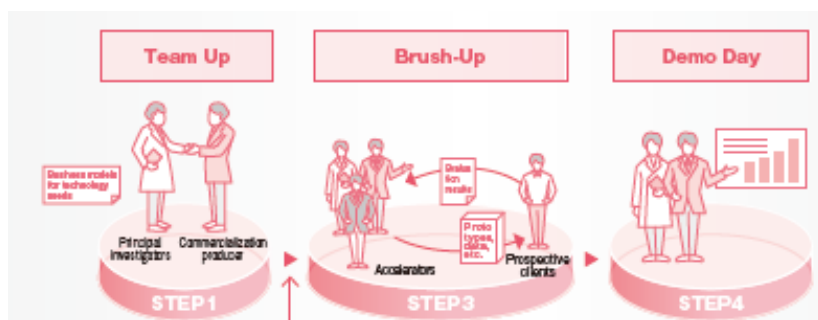 Team Up
Brush-Up
Demo Day
Business models
for technology
seeds
Principal
investigators
Commercialization
producer
Evalua
tion
results
Proto
types,
data,
etc.
Accelerators
Prospective
clients
STEP1
STEP3
STEP4